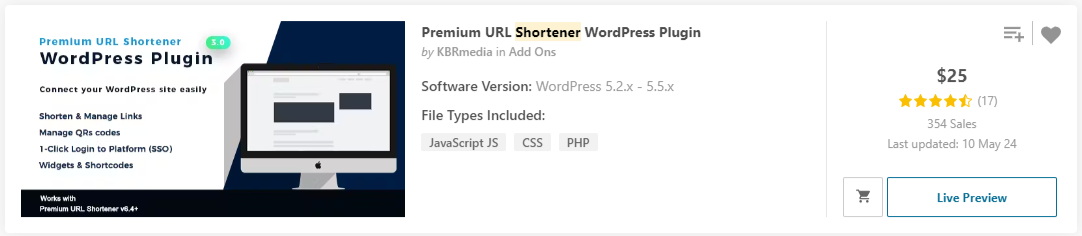 Premium URL Shortener
3.0
WordPress Plugin
Connect your WordPress site easily
Shorten & Manage Links
Manage QRs codes
1-Click Login to Platform (SSO)
Widgets & Shortcodes
Works with
Premium URL Shortener v6.4+
Premium URL Shortener WordPress Plugin
by KBRmedia in Add Ons
Software Version: WordPress 5.2.x - 5.5.x
File Types Included:
JavaScript JS CSS PHP
$25
(17)
354 Sales
Last updated: 10 May 24
Live Preview